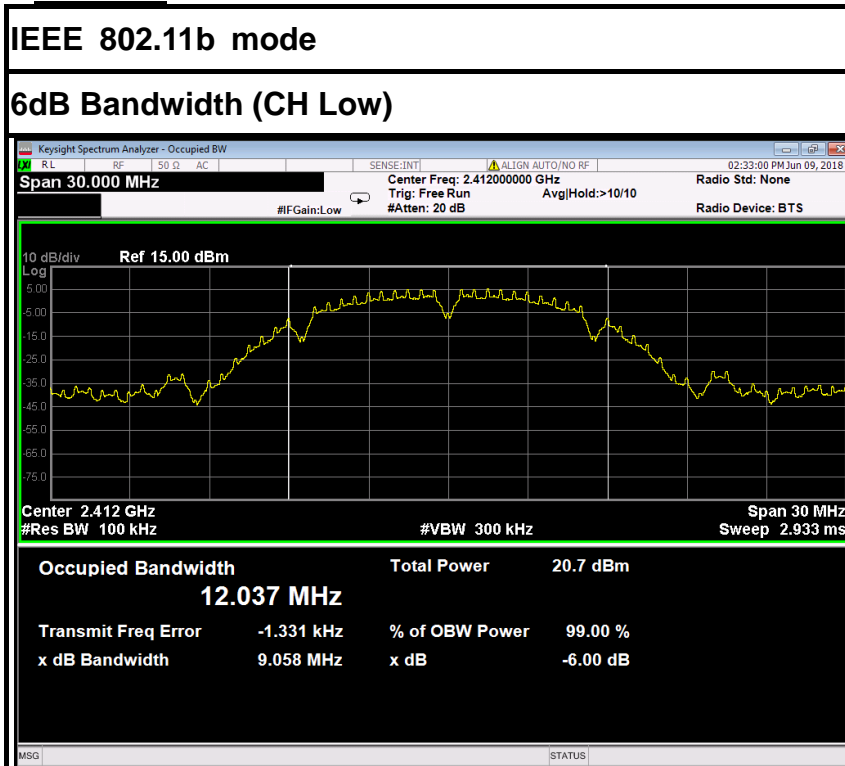 IEEE 802.11b mode
6dB Bandwidth (CH Low)
Keysight Spectrum Analyzer - Occupied BW
RL RF 50 Ω AC SENSE:INT ALIGN AUTO/NO RF 02:33:00 PM Jun 09, 2018
Span 30.000 MHz Center Freq: 2.412000000 GHz Radio Std: None
Trig: Free Run Avg|Hold:>10/10
#IFGain:Low #Atten: 20 dB Radio Device: BTS
10 dB/div Ref 15.00 dBm
Log
5.00
-5.00
-15.0
-25.0
-35.0
-45.0
-55.0
-65.0
-75.0
Center 2.412 GHz Span 30 MHz
#Res BW 100 kHz #VBW 300 kHz Sweep 2.933 ms
Occupied Bandwidth Total Power 20.7 dBm
12.037 MHz
Transmit Freq Error -1.331 kHz % of OBW Power 99.00 %
x dB Bandwidth 9.058 MHz x dB -6.00 dB
MSG STATUS